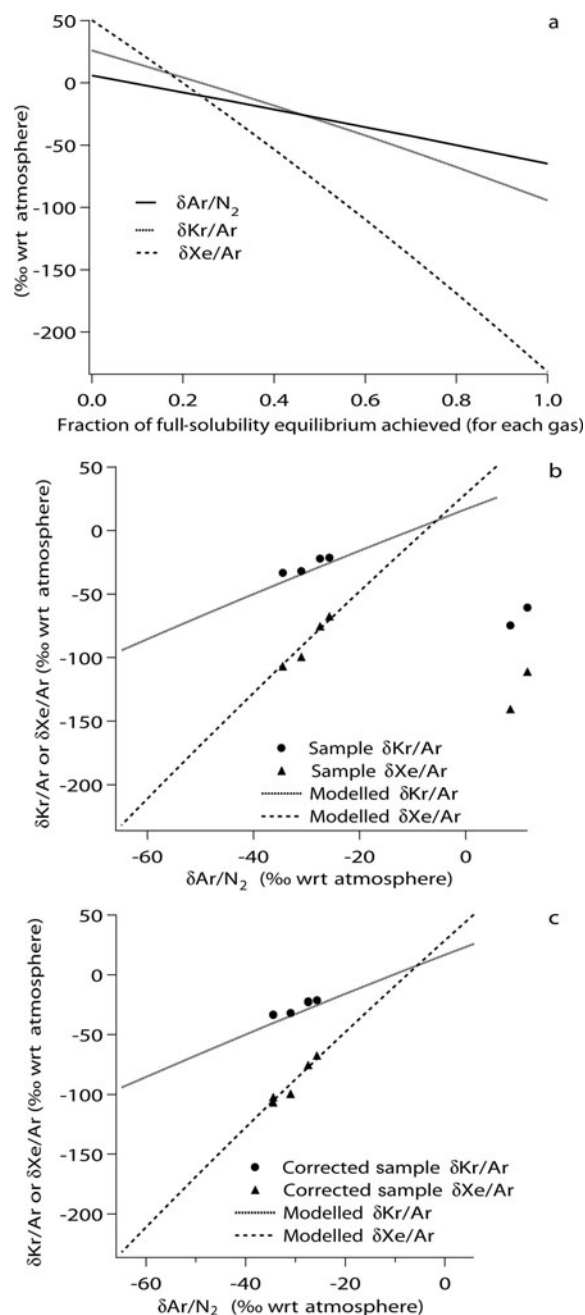 a
50
0
-50
-100
-150
-200
(‰ wrt atmosphere)
δAr/N₂
δKr/Ar
δXe/Ar
0.0 0.2 0.4 0.6 0.8 1.0
Fraction of full-solubility equilibrium achieved (for each gas)
b
50
0
-50
-100
-150
-200
δKr/Ar or δXe/Ar (‰ wrt atmosphere)
Sample δKr/Ar
Sample δXe/Ar
Modelled δKr/Ar
Modelled δXe/Ar
-60 -40 -20 0
δAr/N₂ (‰ wrt atmosphere)
c
50
0
-50
-100
-150
-200
δKr/Ar or δXe/Ar (‰ wrt atmosphere)
Corrected sample δKr/Ar
Corrected sample δXe/Ar
Modelled δKr/Ar
Modelled δXe/Ar
-60 -40 -20 0
δAr/N₂ (‰ wrt atmosphere)